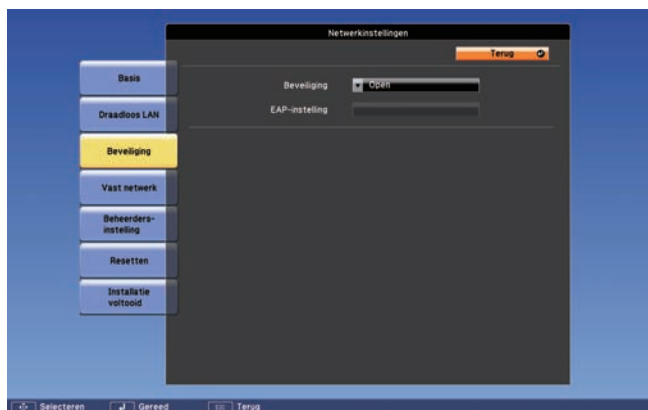 Netwerkinstellingen
Terug
Basis
Draadloos LAN
Beveiliging
Vast netwerk
Beheerders-
instelling
Resetten
Installatie
voltooid
Beveiliging Open
EAP-instelling
Selecteren Gereed Terug